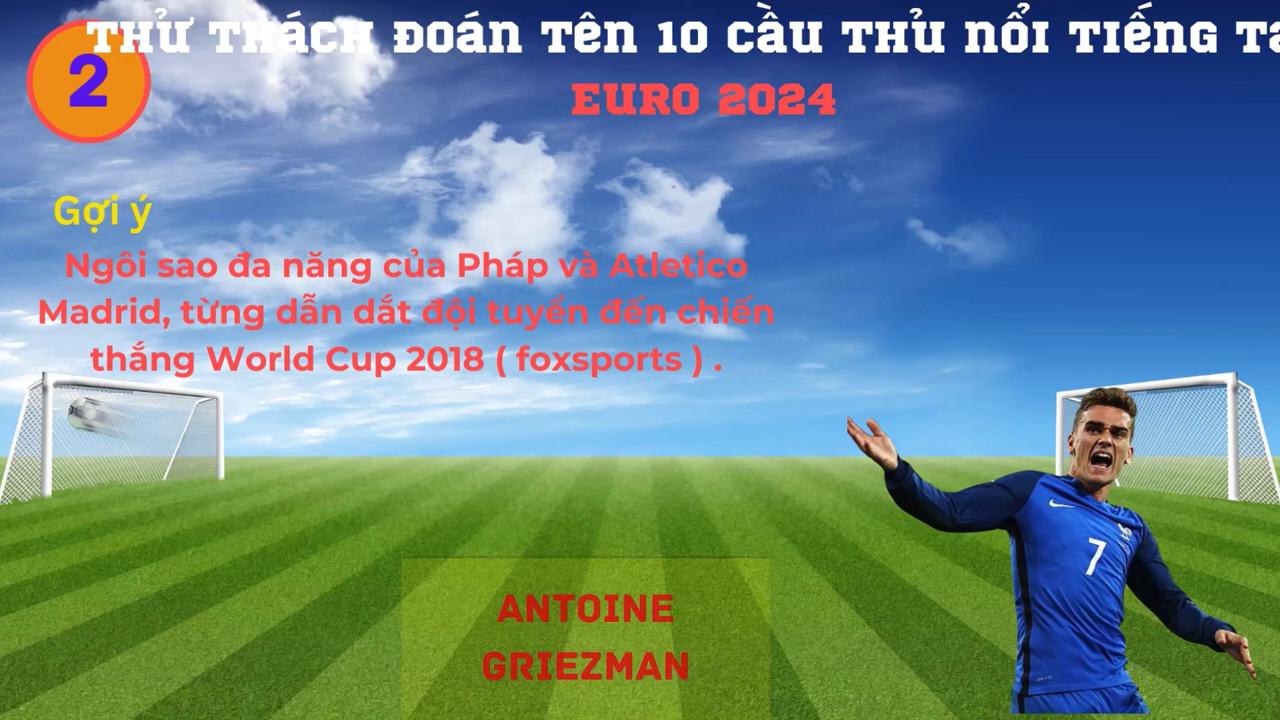 THỬ THÁCH ĐOÁN TÊN 10 CẦU THỦ NỔI TIẾNG
EURO 2024
2
Gợi ý
Ngôi sao đa năng của Pháp và Atletico
Madrid, từng dẫn dắt đội tuyển đến chiến
thắng World Cup 2018 ( foxsports ) .
7
ANTOINE
GRIEZMAN